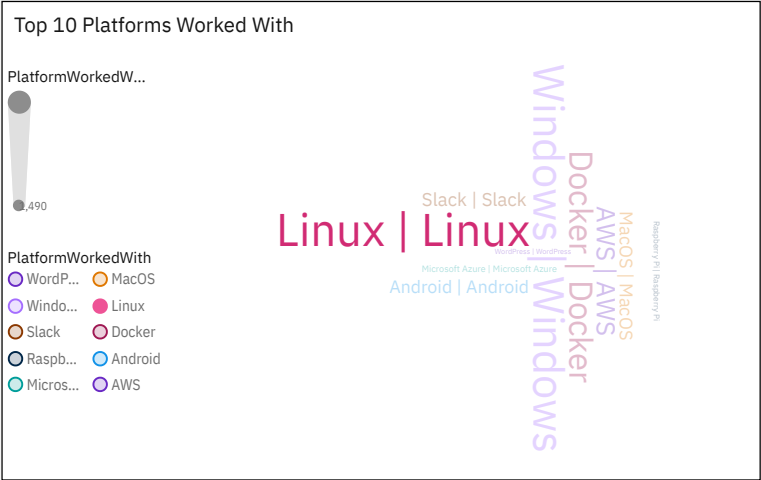 Top 10 Platforms Worked With
PlatformWorkedW...
,490
PlatformWorkedWith
WordP... MacOS
Windo... Linux
Slack Docker
Raspb... Android
Micros... AWS
Slack | Slack
Linux | Linux
WordPress | WordPress
Microsoft Azure | Microsoft Azure
Android | Android
Windows | Windows
Docker | Docker
AWS | AWS
MacOS | MacOS
Raspberry Pi | Raspberry Pi